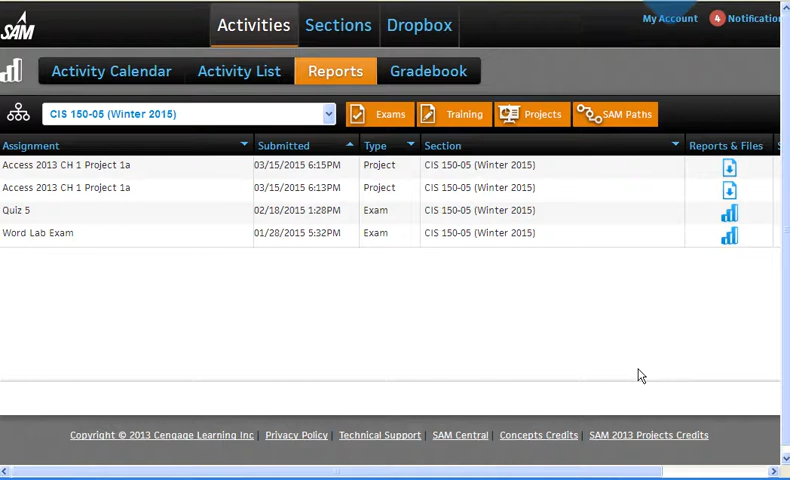 SAM
Activities
Sections
Dropbox
My Account
4
Notification
Activity Calendar
Activity List
Reports
Gradebook
CIS 150-05 (Winter 2015)
Exams
Training
Projects
SAM Paths
Assignment Submitted Type Section Reports & Files S
Access 2013 CH 1 Project 1a 03/15/2015 6:15PM Project CIS 150-05 (Winter 2015)
Access 2013 CH 1 Project 1a 03/15/2015 6:13PM Project CIS 150-05 (Winter 2015)
Quiz 5 02/18/2015 1:28PM Exam CIS 150-05 (Winter 2015)
Word Lab Exam 01/28/2015 5:32PM Exam CIS 150-05 (Winter 2015)
Copyright © 2013 Cengage Learning Inc | Privacy Policy | Technical Support | SAM Central | Concepts Credits | SAM 2013 Projects Credits